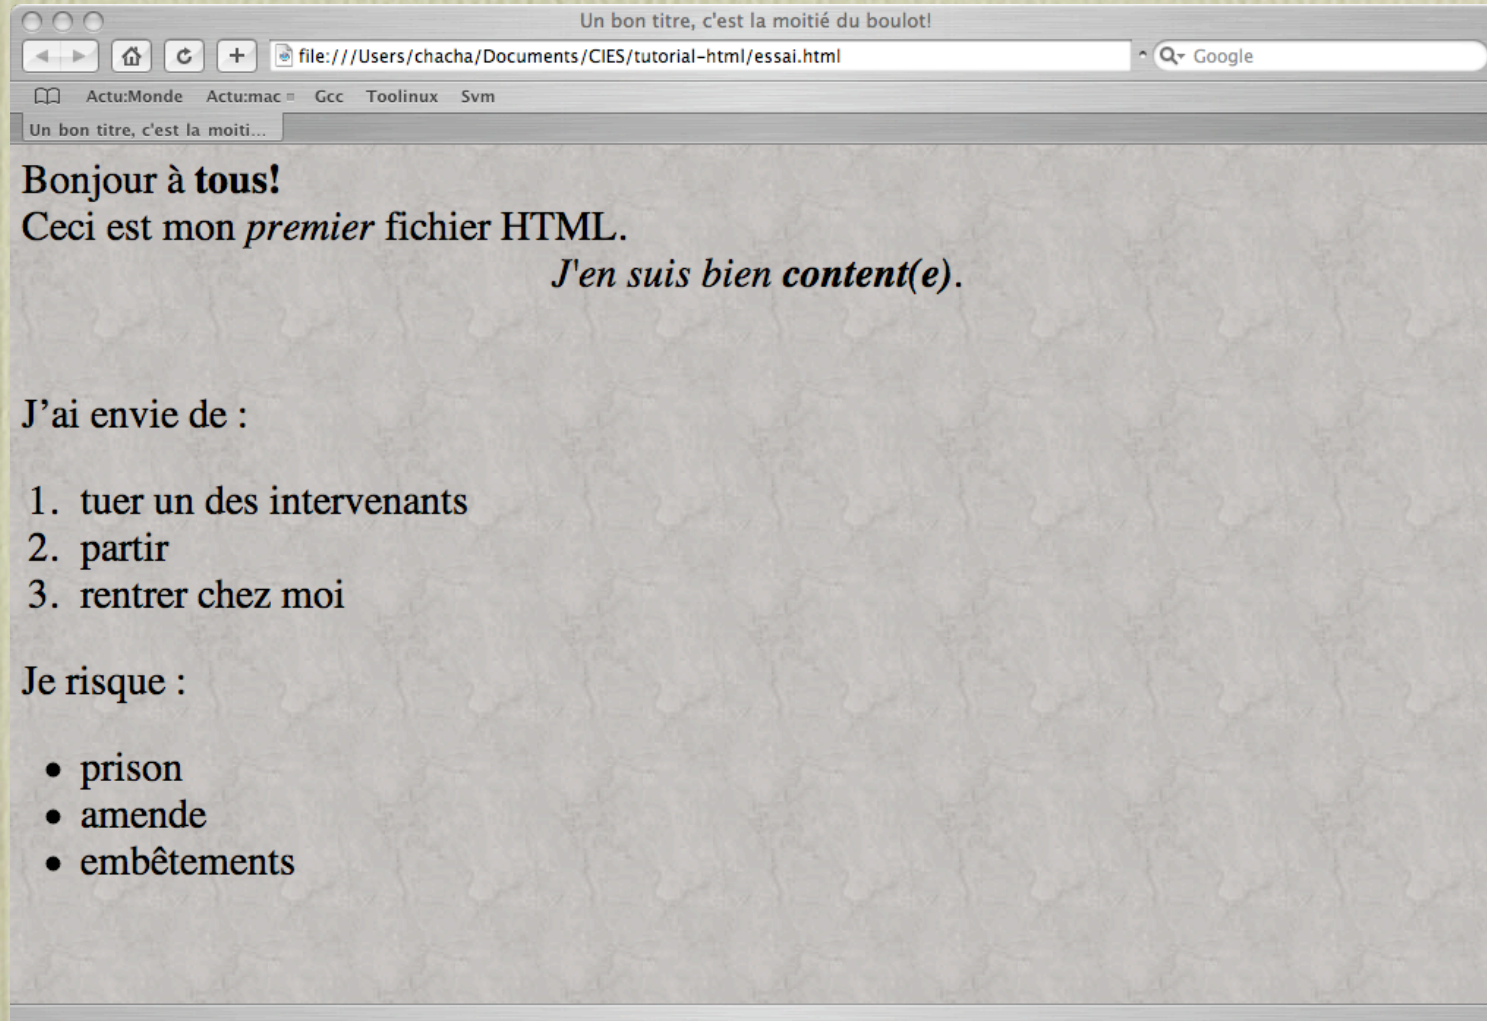 Un bon titre, c'est la moitié du boulot!
file:///Users/chacha/Documents/CIES/tutorial-html/essai.html
Google
Actu:Monde Actu:mac Gcc Toolinux Svm
Un bon titre, c'est la moiti...
Bonjour à tous!
Ceci est mon premier fichier HTML.
J'en suis bien content(e).
J’ai envie de :
1. tuer un des intervenants
2. partir
3. rentrer chez moi
Je risque :
• prison
• amende
• embêtements